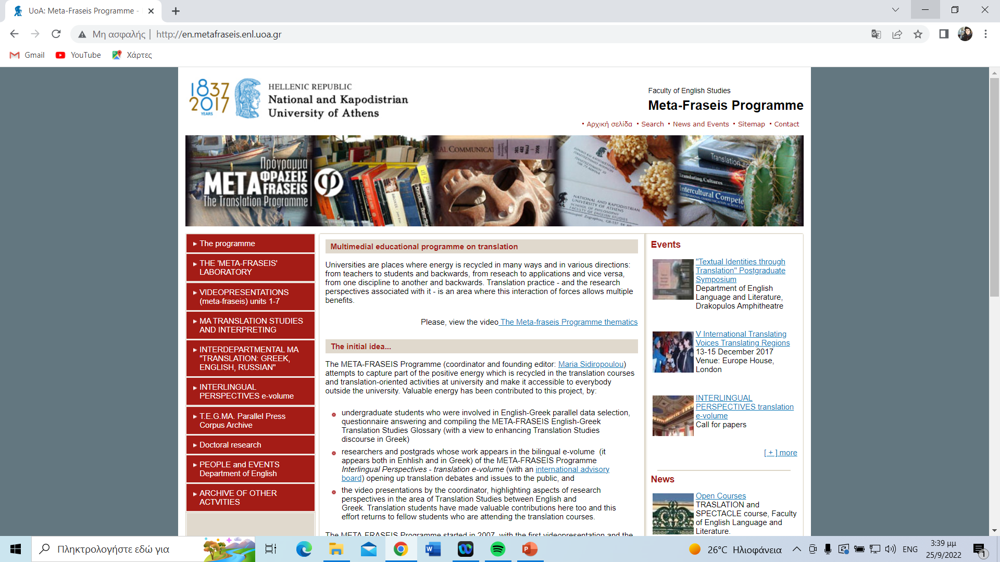 UoA: Meta-Fraseis Programme -
Μη ασφαλής | http://en.metafraseis.enl.uoa.gr
Gmail YouTube Χάρτες
1837
2017
YEARS
HELLENIC REPUBLIC
National and Kapodistrian
University of Athens
Faculty of English Studies
Meta-Fraseis Programme
Αρχική σελίδα Search News and Events Sitemap Contact
Πρόγραμμα
ΜΕΤΑ ΦΡΑΣΕΙΣ
FRASEIS
The Translation Programme
φ
RAL COMMUNICAT
NATIONAL AND KAPODISTRIAN
UNIVERSITY OF ATHENS
SCHOOL OF PHILOSOPHY
FACULTY OF ENGLISH STUDIES
Translation an
Translating Cultures
Intercultural Compete
The programme
THE 'META-FRASEIS'
LABORATORY
VIDEOPRESENTATIONS
(meta-fraseis) units 1-7
MA TRANSLATION STUDIES
AND INTERPRETING
INTERDEPARTMENTAL MA
"TRANSLATION: GREEK,
ENGLISH, RUSSIAN"
INTERLINGUAL
PERSPECTIVES e-volume
T.E.G.MA. Parallel Press
Corpus Archive
Doctoral research
PEOPLE and EVENTS
Department of English
ARCHIVE OF OTHER
ACTVITIES
Multimedial educational programme on translation
Universities are places where energy is recycled in many ways and in various directions:
from teachers to students and backwards, from reseach to applications and vice versa,
from one discipline to another and backwards. Translation practice - and the research
perspectives associated with it - is an area where this interaction of forces allows multiple
benefits.
Please, view the video The Meta-fraseis Programme thematics
The initial idea...
The META-FRASEIS Programme (coordinator and founding editor: Maria Sidiropoulou)
attempts to capture part of the positive energy which is recycled in the translation courses
and translation-oriented activities at university and make it accessible to everybody
outside the university. Valuable energy has been contributed to this project, by:
undergraduate students who were involved in English-Greek parallel data selection,
questionnaire answering and compiling the META-FRASEIS English-Greek
Translation Studies Glossary (with a view to enhancing Translation Studies
discourse in Greek)
researchers and postgrads whose work appears in the bilingual e-volume (it
appears both in Enhlish and in Greek) of the META-FRASEIS Programme
Interlingual Perspectives - translation e-volume (with an international advisory
board) opening up translation debates and issues to the public, and
the video presentations by the coordinator, highlighting aspects of research
perspectives in the area of Translation Studies between English and
Greek. Translation students have made valuable contributions here too and this
effort returns to fellow students who are attending the translation courses.
The META-FRASEIS Programme started in 2007, with the first videopresentation and the
Events
"Textual Identities through
Translation" Postgraduate
Symposium
Department of English
Language and Literature,
Drakopulos Amphitheatre
V International Translating
Voices Translating Regions
13-15 December 2017
Venue: Europe House,
London
INTERLINGUAL
PERSPECTIVES translation
e-volume
Call for papers
[ + ] more
News
Open Courses
TRASLATION and
SPECTACLE course, Faculty
of English Language and
Literature.
Πληκτρολογήστε εδώ για
26°C Ηλιοφάνεια
ENG
3:39 μμ
25/9/2022
1